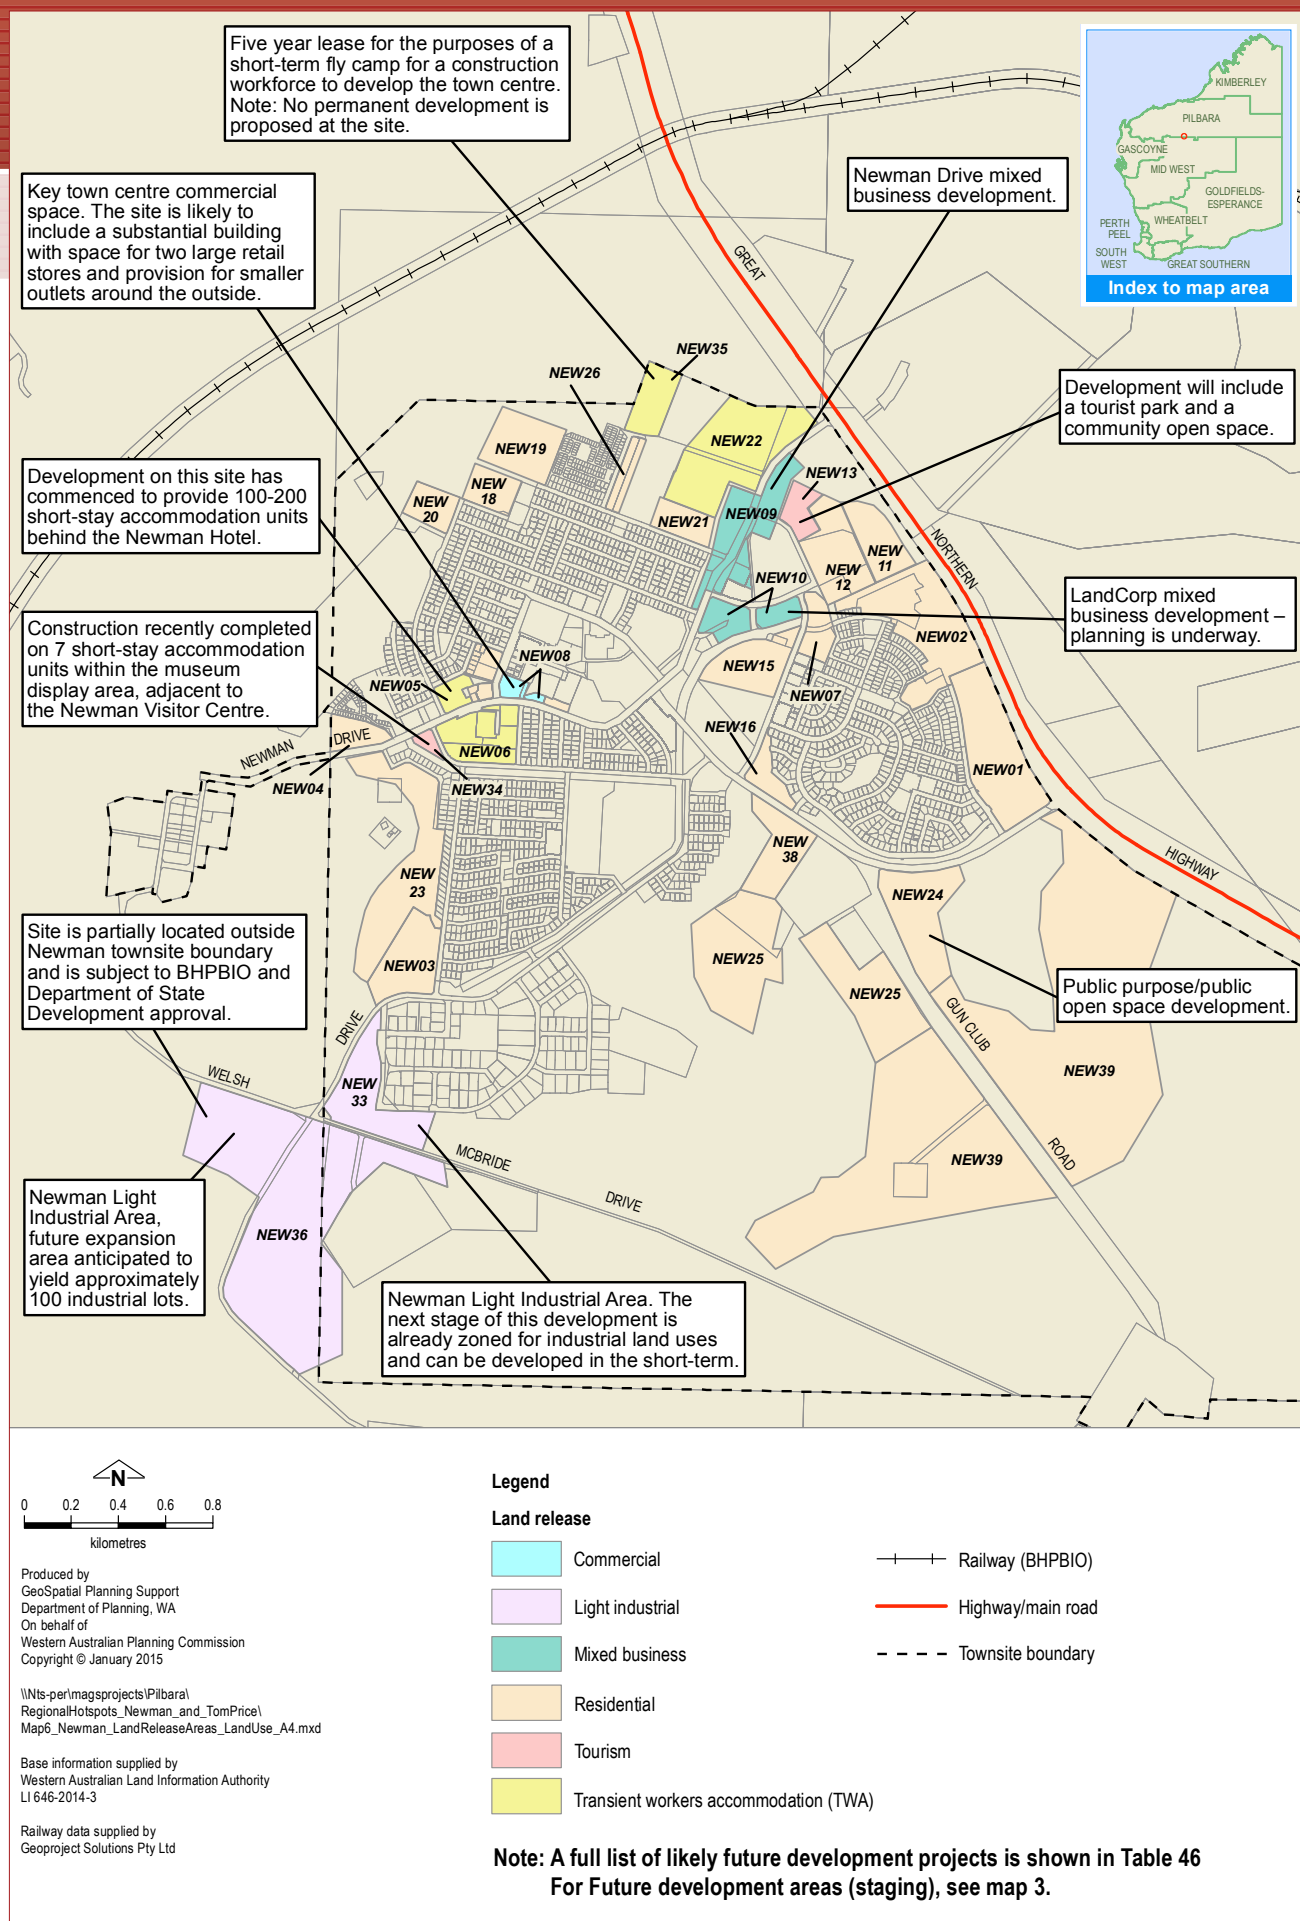 Five year lease for the purposes of a
short-term fly camp for a construction
workforce to develop the town centre.
Note: No permanent development is
proposed at the site.
Key town centre commercial
space. The site is likely to
include a substantial building
with space for two large retail
stores and provision for smaller
outlets around the outside.
Newman Drive mixed
business development.
KIMBERLEY
PILBARA
GASCOYNE
MID WEST
GOLDFIELDS-
ESPERANCE
PERTH
PEEL
WHEATBELT
SOUTH
WEST
GREAT SOUTHERN
Index to map area
GREAT
NORTHERN
HIGHWAY
Development will include
a tourist park and a
community open space.
Development on this site has
commenced to provide 100-200
short-stay accommodation units
behind the Newman Hotel.
LandCorp mixed
business development –
planning is underway.
Construction recently completed
on 7 short-stay accommodation
units within the museum
display area, adjacent to
the Newman Visitor Centre.
NEW35
NEW26
NEW22
NEW19
NEW13
NEW
18
NEW
20
NEW21
NEW09
NEW
11
NEW
12
NEW10
NEW02
NEW08
NEW15
NEW05
NEW07
NEW16
NEWMAN
DRIVE
NEW06
NEW01
NEW04
NEW34
NEW
38
NEW
23
NEW24
NEW25
NEW03
NEW25
Site is partially located outside
Newman townsite boundary
and is subject to BHPBIO and
Department of State
Development approval.
Public purpose/public
open space development.
GUN CLUB
ROAD
DRIVE
WELSH
NEW
33
NEW39
NEW39
MCBRIDE
DRIVE
NEW36
Newman Light
Industrial Area,
future expansion
area anticipated to
yield approximately
100 industrial lots.
Newman Light Industrial Area. The
next stage of this development is
already zoned for industrial land uses
and can be developed in the short-term.
N
0 0.2 0.4 0.6 0.8
kilometres
Produced by
GeoSpatial Planning Support
Department of Planning, WA
On behalf of
Western Australian Planning Commission
Copyright © January 2015
\\Nts-per\magsprojects\Pilbara\
RegionalHotspots_Newman_and_TomPrice\
Map6_Newman_LandReleaseAreas_LandUse_A4.mxd
Base information supplied by
Western Australian Land Information Authority
LI 646-2014-3
Railway data supplied by
Geoproject Solutions Pty Ltd
Legend
Land release
Commercial
Light industrial
Mixed business
Residential
Tourism
Transient workers accommodation (TWA)
Railway (BHPBIO)
Highway/main road
Townsite boundary
Note: A full list of likely future development projects is shown in Table 46
For Future development areas (staging), see map 3.